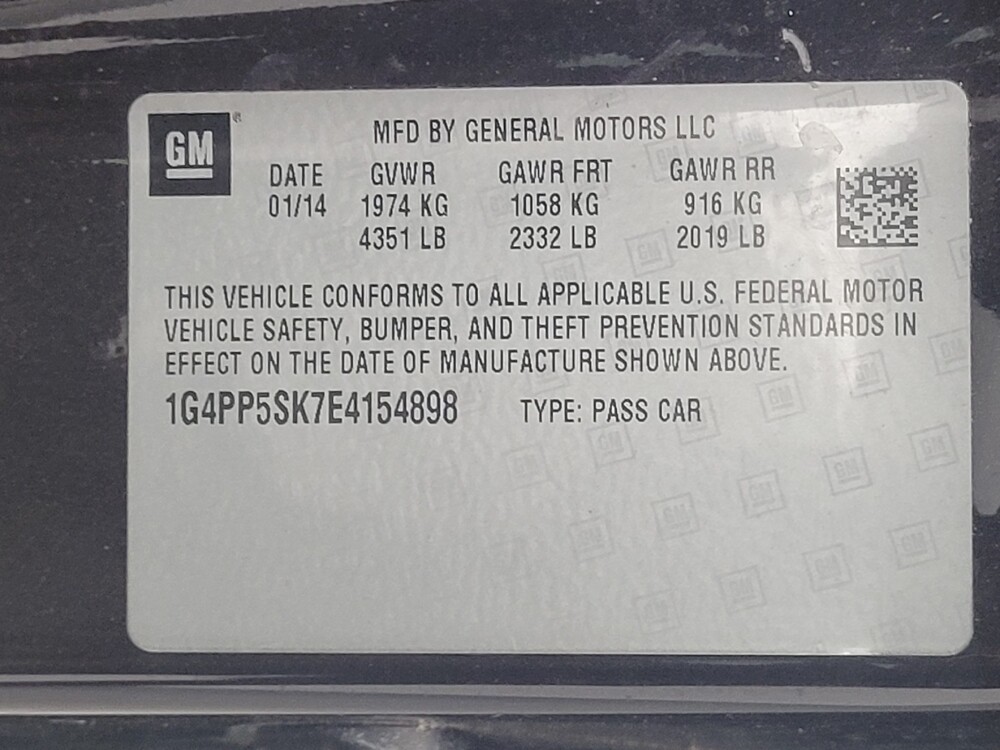 GM
MFD BY GENERAL MOTORS LLC
DATE GVWR GAWR FRT GAWR RR
01/14 1974 KG 1058 KG 916 KG
4351 LB 2332 LB 2019 LB
THIS VEHICLE CONFORMS TO ALL APPLICABLE U.S. FEDERAL MOTOR
VEHICLE SAFETY, BUMPER, AND THEFT PREVENTION STANDARDS IN
EFFECT ON THE DATE OF MANUFACTURE SHOWN ABOVE.
1G4PP5SK7E4154898 TYPE: PASS CAR